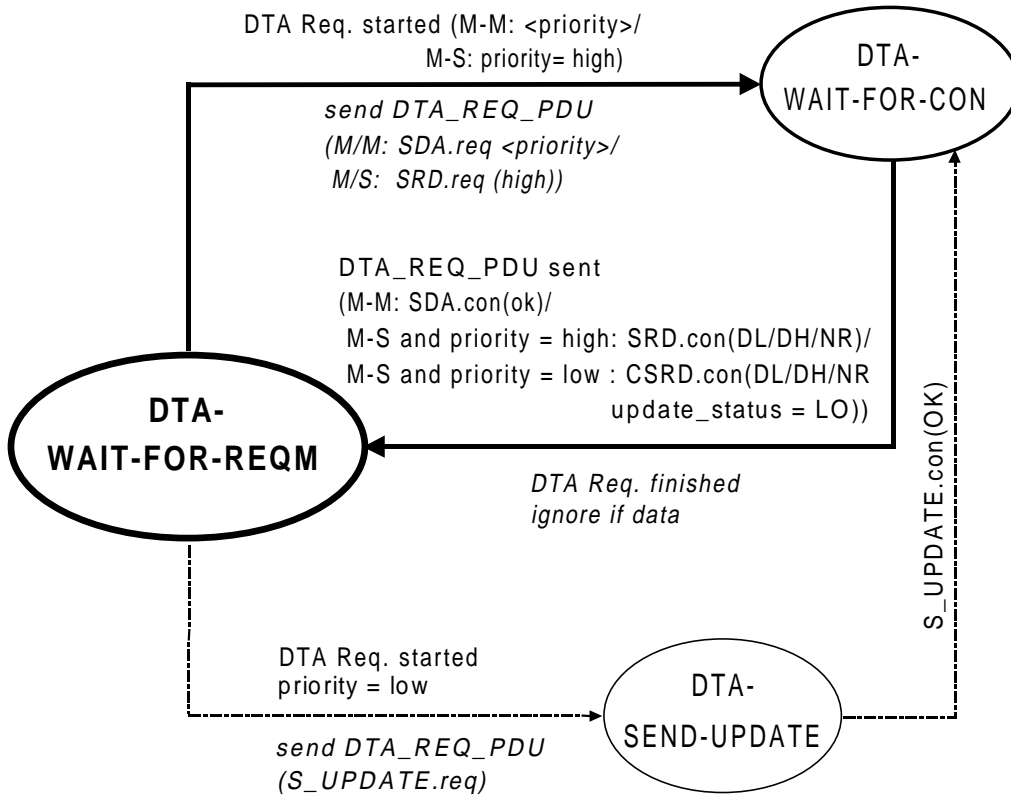 DTA Req. started (M-M: <priority>/
M-S: priority= high)
DTA-
WAIT-FOR-CON
send DTA_REQ_PDU
(M/M: SDA.req <priority>/
M/S: SRD.req (high))
DTA_REQ_PDU sent
(M-M: SDA.con(ok)/
M-S and priority = high: SRD.con(DL/DH/NR)/
M-S and priority = low : CSRD.con(DL/DH/NR
update_status = LO))
DTA-
WAIT-FOR-REQM
DTA Req. finished
ignore if data
S_UPDATE.con(OK)
DTA Req. started
priority = low
DTA-
SEND-UPDATE
send DTA_REQ_PDU
(S_UPDATE.req)